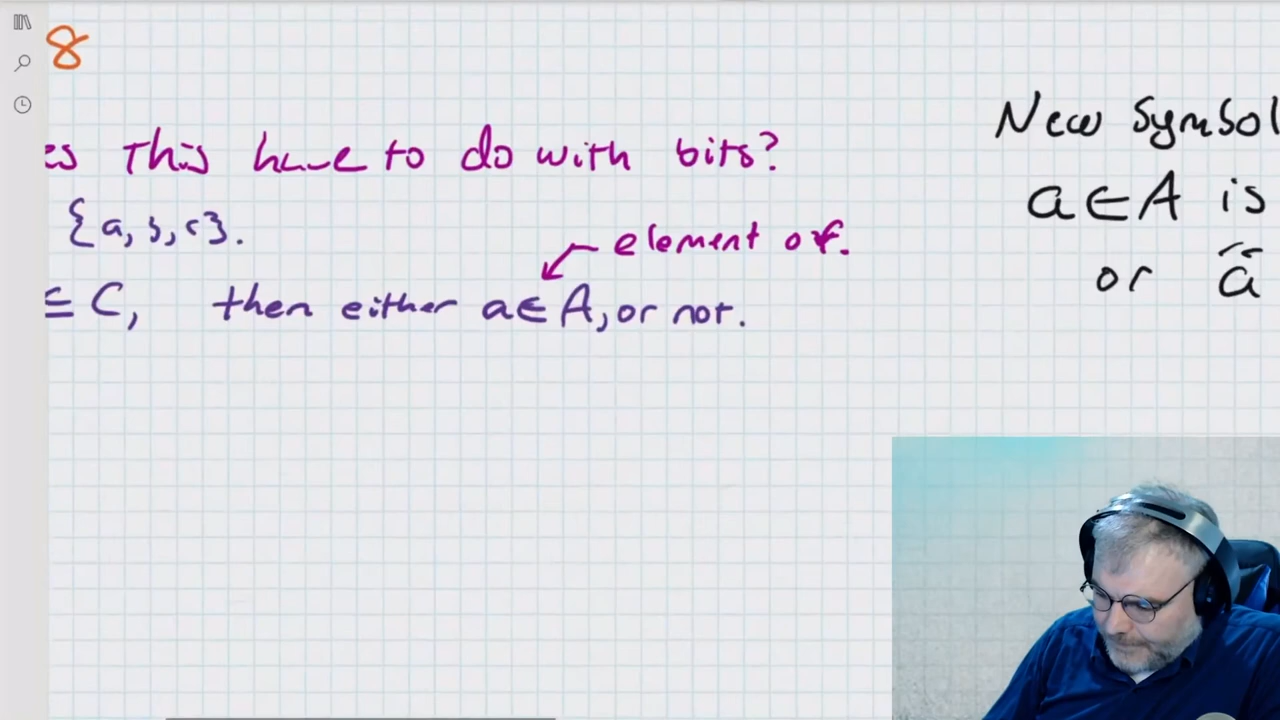 8
es this have to do with bits?
{a, b, c}.
element of.
⊆ C, then either a ∈ A, or not.
New Symbol
a ∈ A is
or a